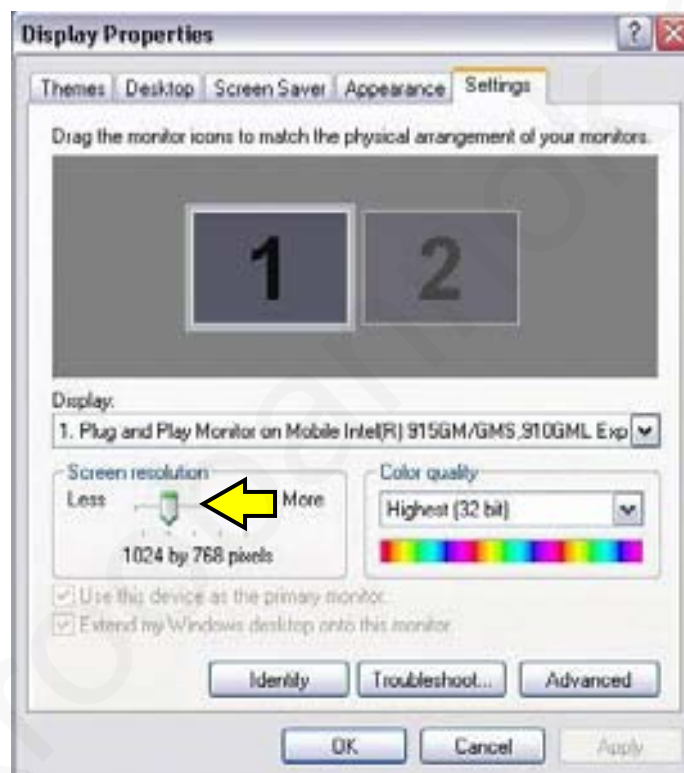 Display Properties
Themes Desktop Screen Saver Appearance Settings
Drag the monitor icons to match the physical arrangement of your monitors.
1 2
Display:
1. Plug and Play Monitor on Mobile Intel(R) 915GM/GMS,910GML Exp
Screen resolution
Less More
1024 by 768 pixels
Color quality
Highest (32 bit)
Use this device as the primary monitor.
Extend my Windows desktop onto this monitor.
Identify Troubleshoot... Advanced
OK Cancel Apply